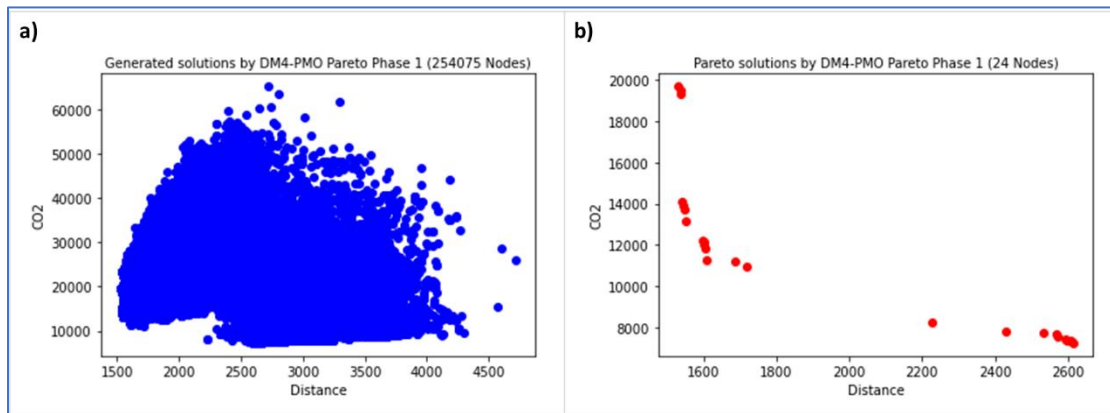 a)
Generated solutions by DM4-PMO Pareto Phase 1 (254075 Nodes)
60000
50000
40000
30000
20000
10000
CO2
1500 2000 2500 3000 3500 4000 4500
Distance
b)
Pareto solutions by DM4-PMO Pareto Phase 1 (24 Nodes)
20000
18000
16000
14000
12000
10000
8000
CO2
1600 1800 2000 2200 2400 2600
Distance